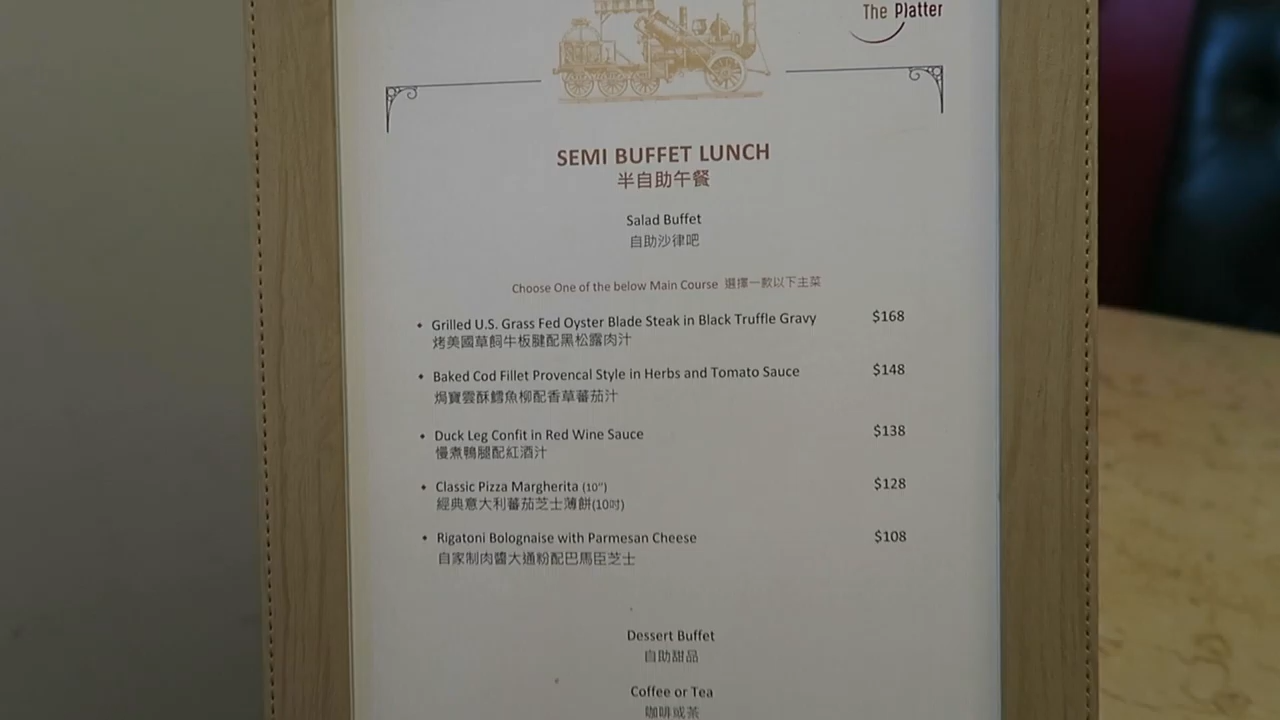 The Platter
SEMI BUFFET LUNCH
半自助午餐
Salad Buffet
自助沙律吧
Choose One of the below Main Course 選擇一款以下主菜
• Grilled U.S. Grass Fed Oyster Blade Steak in Black Truffle Gravy $168
烤美國草飼牛板腱配黑松露肉汁
• Baked Cod Fillet Provencal Style in Herbs and Tomato Sauce $148
焗寶雲酥鱈魚柳配香草蕃茄汁
• Duck Leg Confit in Red Wine Sauce $138
慢煮鴨腿配紅酒汁
• Classic Pizza Margherita (10") $128
經典意大利蕃茄芝士薄餅(10吋)
• Rigatoni Bolognaise with Parmesan Cheese $108
自家制肉醬大通粉配巴馬臣芝士
Dessert Buffet
自助甜品
Coffee or Tea
咖啡或茶